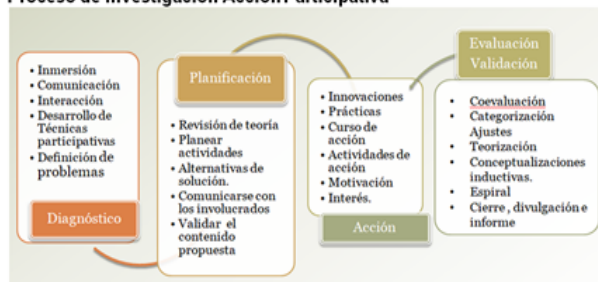 Proceso de Investigación Acción Participativa
• Inmersión
• Comunicación
• Interacción
• Desarrollo de
Técnicas
participativas
• Definición de
problemas
Diagnóstico
Planificación
• Revisión de teoría
• Planear
actividades
• Alternativas de
solución.
• Comunicarse con
los involucrados
• Validar el
contenido
propuesta
• Innovaciones
• Prácticas
• Curso de
acción
• Actividades de
acción
• Motivación
• Interés.
Acción
Evaluación
Validación
• Coevaluación
• Categorización
Ajustes
• Teorización
• Conceptualizaciones
inductivas.
• Espiral
• Cierre , divulgación e
informe